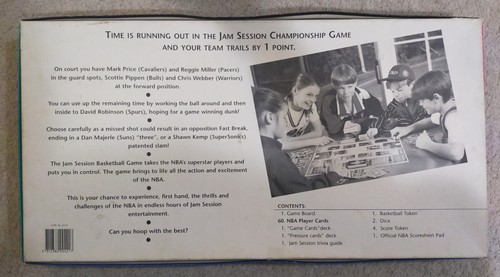 TIME IS RUNNING OUT IN THE JAM SESSION CHAMPIONSHIP GAME
AND YOUR TEAM TRAILS BY 1 POINT.
On court you have Mark Price (Cavaliers) and Reggie Miller (Pacers)
in the guard spots, Scottie Pippen (Bulls) and Chris Webber (Warriors)
at the forward position.
You can use up the remaining time by working the ball around and then
inside to David Robinson (Spurs), hoping for a game winning dunk!
Choose carefully as a missed shot could result in an opposition Fast Break,
ending in a Dan Majerle (Suns) "three", or a Shawn Kemp (SuperSonics)
patented slam!
The Jam Session Basketball Game takes the NBA's superstar players and
puts you in control. The game brings to life all the action and excitement
of the NBA.
This is your chance to experience, first hand, the thrills and
challenges of the NBA in endless hours of Jam Session
entertainment.
Can you hoop with the best?
CONTENTS:
1. Game Board
60. NBA Player Cards
1. "Game Cards" deck
1. "Pressure cards" deck
1. Jam Session trivia guide
1. Basketball Token
2. Dice
4. Score Token
1. Official NBA Scoresheet Pad